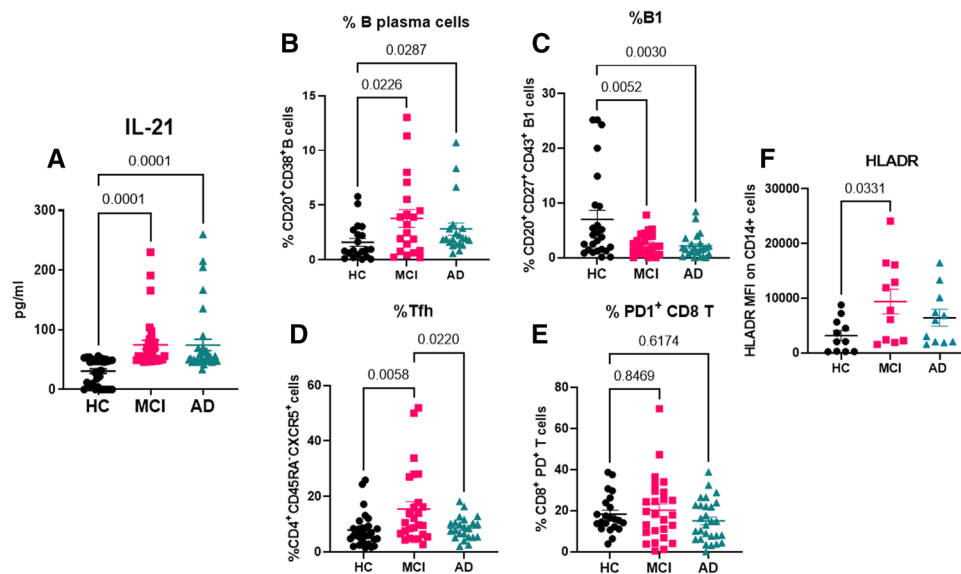 A
IL-21
0.0001
0.0001
pg/ml
300
200
100
0
HC MCI AD
B
% B plasma cells
0.0287
0.0226
% CD20⁺CD38⁺B cells
15
10
5
0
HC MCI AD
C
%B1
0.0030
0.0052
% CD20⁺CD27⁺CD43⁺ B1 cells
30
20
10
0
HC MCI AD
D
%Tfh
0.0220
0.0058
%CD4⁺CD45RA⁻CXCR5⁺cells
60
40
20
0
HC MCI AD
E
% PD1⁺ CD8 T
0.6174
0.8469
% CD8⁺ PD⁺ T cells
80
60
40
20
0
HC MCI AD
F
HLADR
0.0331
HLADR MFI on CD14+ cells
30000
20000
10000
0
HC MCI AD